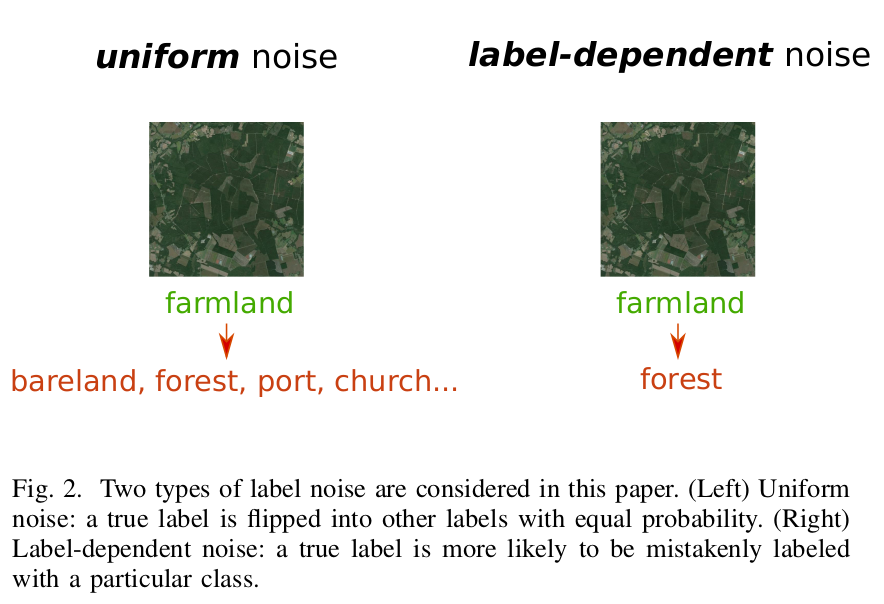 uniform noise
label-dependent noise
farmland
farmland
bareland, forest, port, church...
forest
Fig. 2. Two types of label noise are considered in this paper. (Left) Uniform
noise: a true label is flipped into other labels with equal probability. (Right)
Label-dependent noise: a true label is more likely to be mistakenly labeled
with a particular class.